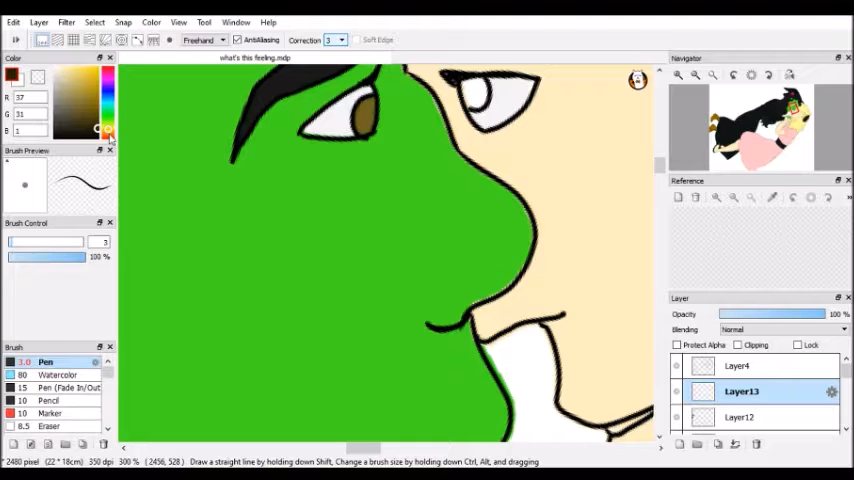 Edit Layer Filter Select Snap Color View Tool Window Help
Freehand AntiAliasing Correction 3 Soft Edge
Color what's this feeling.mdp Navigator
R 37
G 31
B 1
Brush Preview
Reference
Brush Control
3
100 %
Layer
Opacity 100 %
Blending Normal
Protect Alpha Clipping Lock
Brush
3.0 Pen
80 Watercolor
15 Pen (Fade In/Out
10 Pencil
10 Marker
8.5 Eraser
Layer4
Layer13
Layer12
* 2480 pixel (22 * 18cm) 350 dpi 300 % (2456, 528) Draw a straight line by holding down Shift, Change a brush size by holding down Ctrl, Alt, and dragging